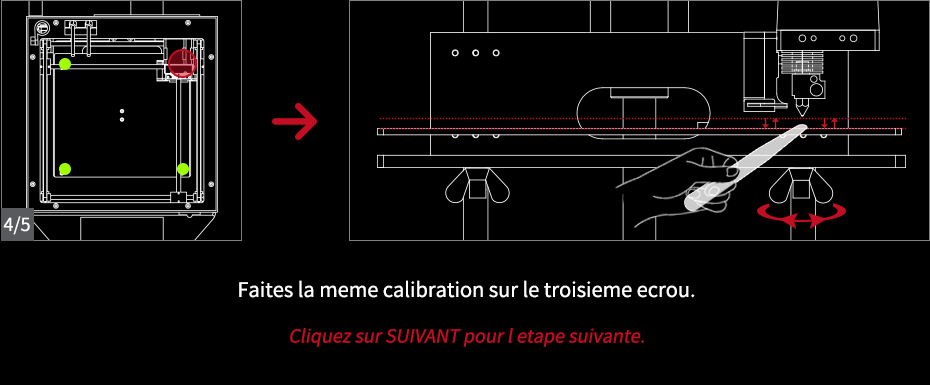 4/5
Faites la meme calibration sur le troisieme ecrou.
Cliquez sur SUIVANT pour l etape suivante.